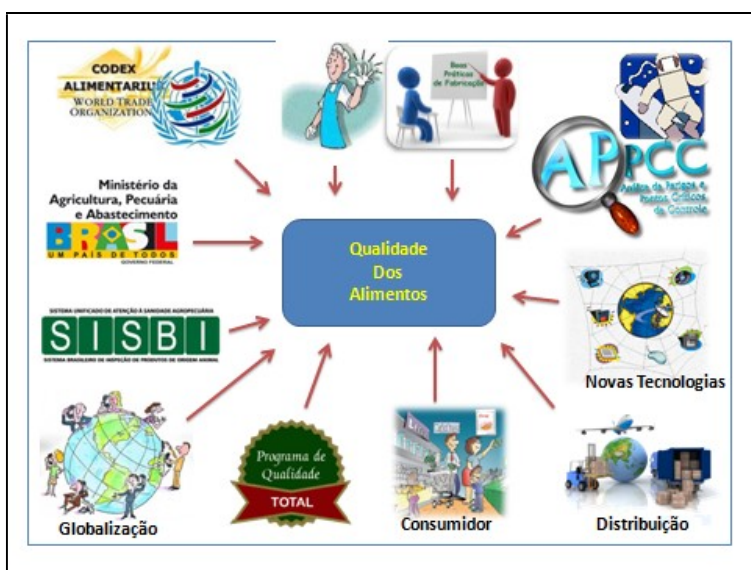 CODEX
ALIMENTARIUS
WORLD TRADE
ORGANIZATION
Boas
Práticas
de Fabricação
APPCC
Análise de Perigos e
Pontos Críticos
de Controle
Ministério da
Agricultura, Pecuária
e Abastecimento
BRASIL
UM PAÍS DE TODOS
GOVERNO FEDERAL
Qualidade
Dos
Alimentos
SISTEMA UNIFICADO DE ATENÇÃO À SANIDADE AGROPECUÁRIA
SISBI
SISTEMA BRASILEIRO DE INSPEÇÃO DE PRODUTOS DE ORIGEM ANIMAL
Novas Tecnologias
Globalização
Programa de
Qualidade
TOTAL
Consumidor
Distribuição